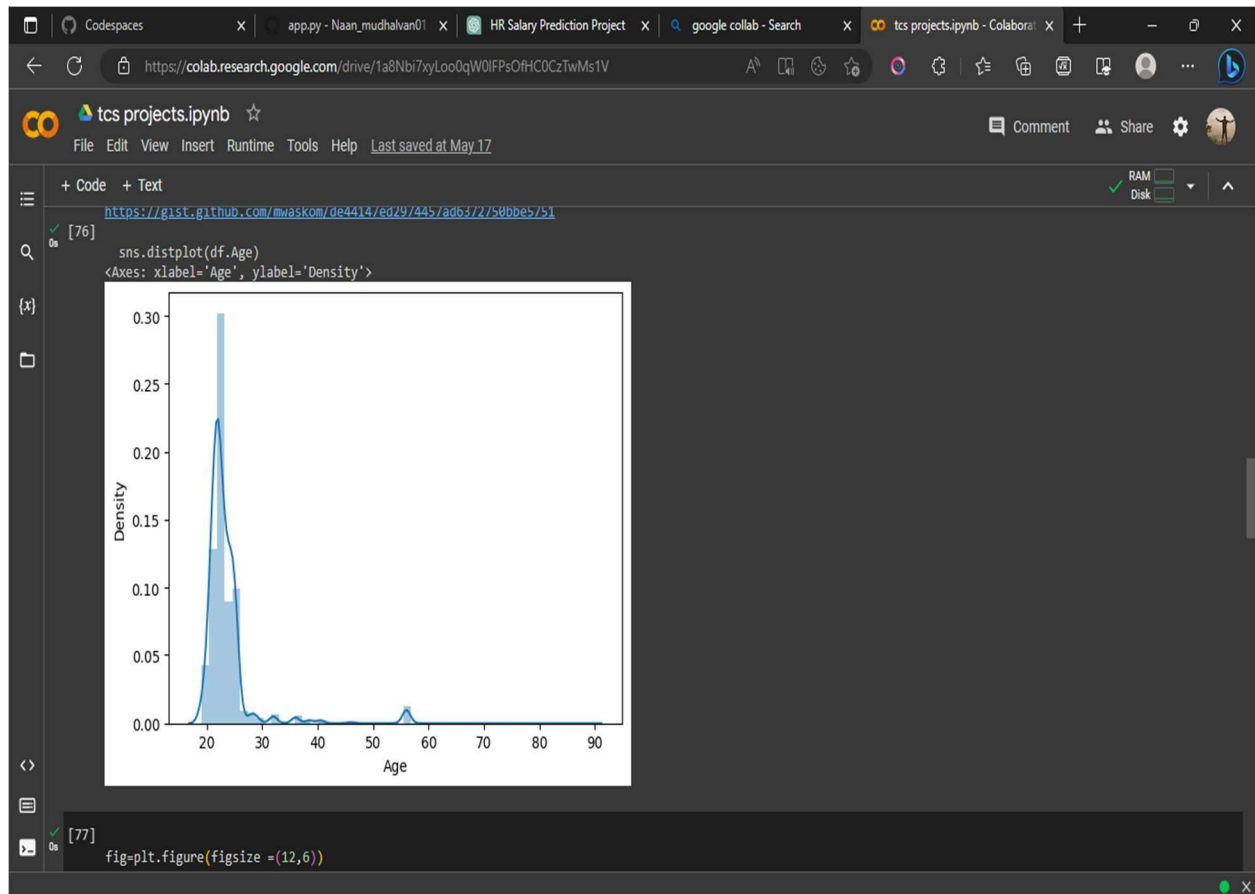 Codespaces
app.py - Naan_mudhalvan01
HR Salary Prediction Project
google collab - Search
tcs projects.ipynb - Colaborat
https://colab.research.google.com/drive/
tcs projects.ipynb
Comment
Share
File Edit View Insert Runtime Tools Help Last saved at May 17
+ Code + Text
RAM
Disk
https://gist.github.com/mwaskom/de44147ed2974457ad6372750bbe5751
[76]
0s
sns.distplot(df.Age)
<Axes: xlabel='Age', ylabel='Density'>
{x}
0.30
0.25
0.20
Density
0.15
0.10
0.05
0.00
20 30 40 50 60 70 80 90
Age
[77]
0s
fig=plt.figure(figsize =(12,6))